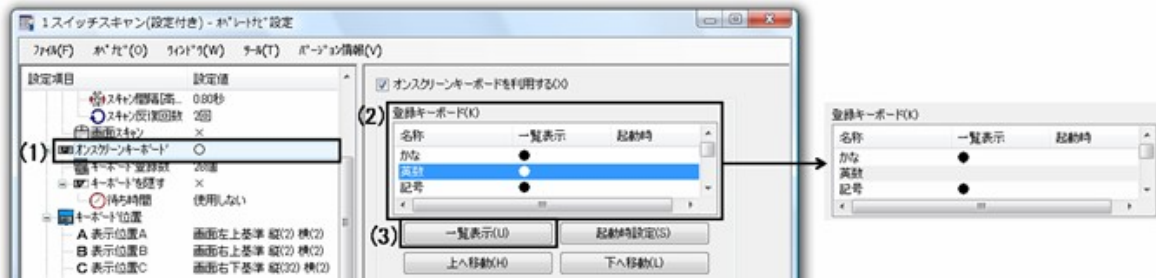 1スイッチスキャン(設定付き) - ｵﾍﾟﾚｰﾄﾅﾋﾞ設定
ﾌｧｲﾙ(F) ｵﾍﾟﾅﾋﾞ(O) ｳｨﾝﾄﾞｳ(W) ﾂｰﾙ(T) ﾊﾞｰｼﾞｮﾝ情報(V)
設定項目 設定値
ｽｷｬﾝ間隔[高... 0.80秒
ｽｷｬﾝ反復回数 2回
画面ｽｷｬﾝ ×
(1) ｵﾝｽｸﾘｰﾝｷｰﾎﾞｰﾄﾞ ○
ｷｰﾎﾞｰﾄﾞ登録数
ｷｰﾎﾞｰﾄﾞを隠す ×
待ち時間 使用しない
ｷｰﾎﾞｰﾄﾞ位置
A 表示位置A 画面左上基準 縦(2) 横(2)
B 表示位置B 画面右上基準 縦(2) 横(2)
C 表示位置C 画面右下基準 縦(32) 横(2)
オンスクリーンキーボードを利用する(X)
(2) 登録キーボード(K)
名称 一覧表示 起動時
かな ●
英数 ●
記号 ●
(3) 一覧表示(U) 起動時設定(S)
上へ移動(H) 下へ移動(L)
登録キーボード(K)
名称 一覧表示 起動時
かな ●
英数
記号 ●